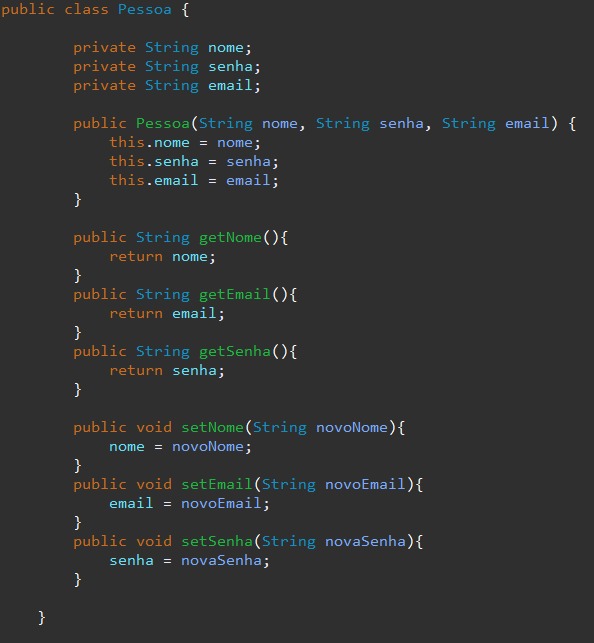 public class Pessoa {
private String nome;
private String senha;
private String email;
public Pessoa(String nome, String senha, String email) {
this.nome = nome;
this.senha = senha;
this.email = email;
}
public String getNome(){
return nome;
}
public String getEmail(){
return email;
}
public String getSenha(){
return senha;
}
public void setNome(String novoNome){
nome = novoNome;
}
public void setEmail(String novoEmail){
email = novoEmail;
}
public void setSenha(String novaSenha){
senha = novaSenha;
}
}